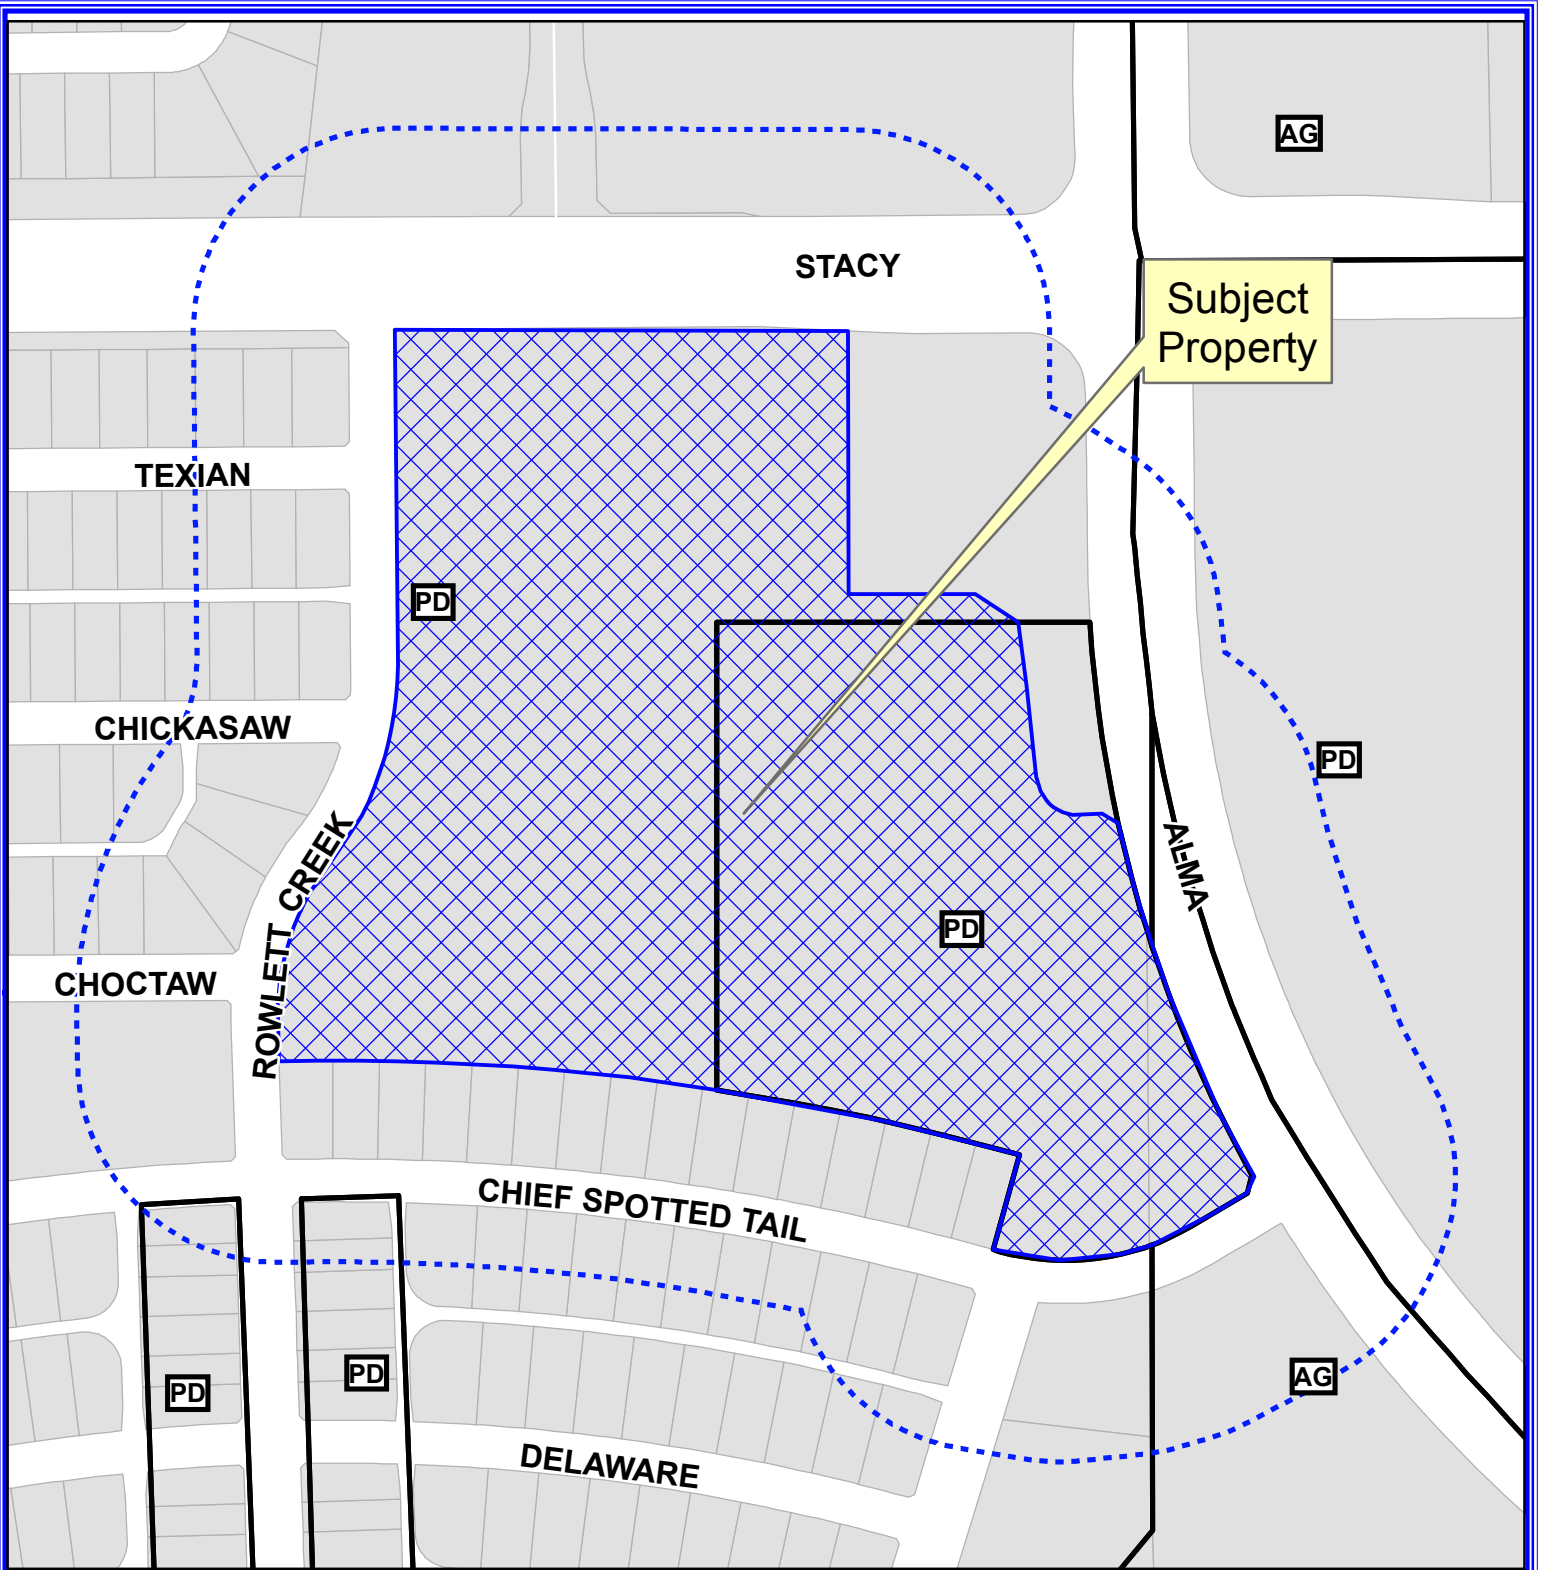 AG
STACY
Subject
Property
TEXIAN
PD
CHICKASAW
PD
ROWLETT CREEK
ALMA
PD
CHOCTAW
CHIEF SPOTTED TAIL
PD
PD
AG
DELAWARE